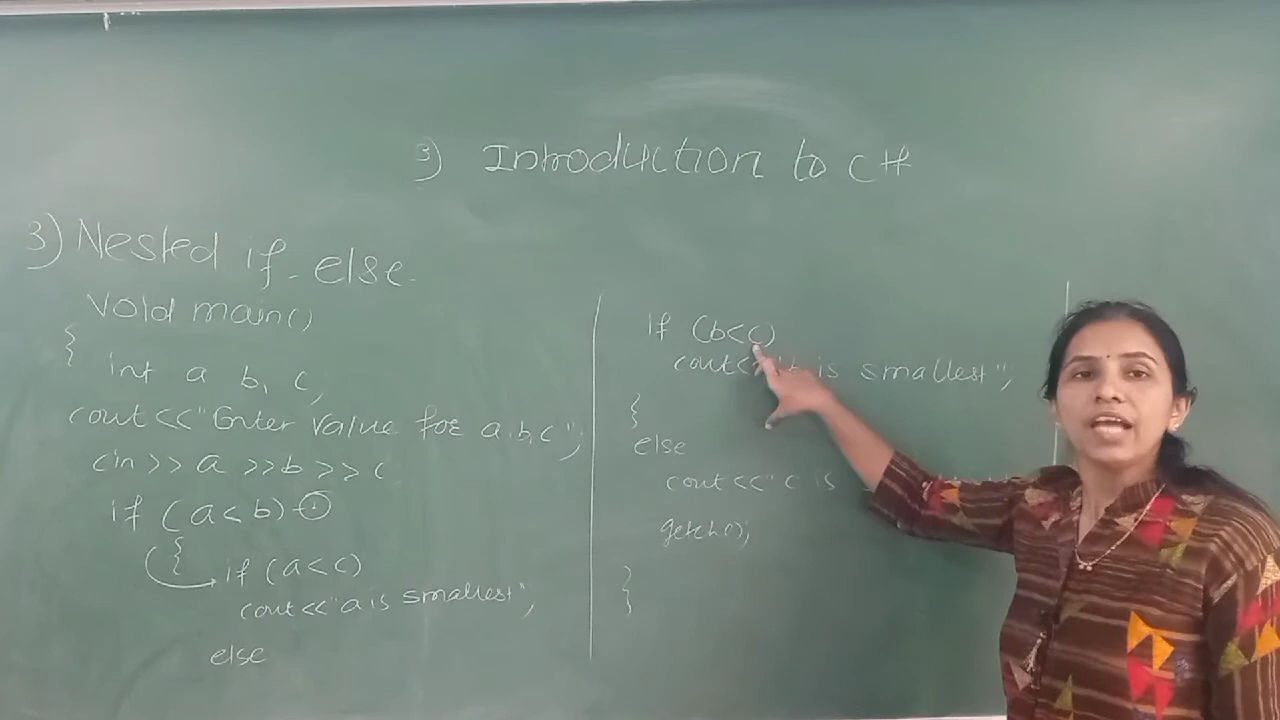 3) Introduction to C#
3) Nested if-else.
Void main()
{
int a b, c,
cout<<"Enter Value for a,b,c",
cin>> a >>b >> c
if (a<b) - 1
{
if (a<c)
cout<<"a is smallest",
else
if (b<c)
cout<<"b is smallest",
{
else
cout<<"c is
getch();
}